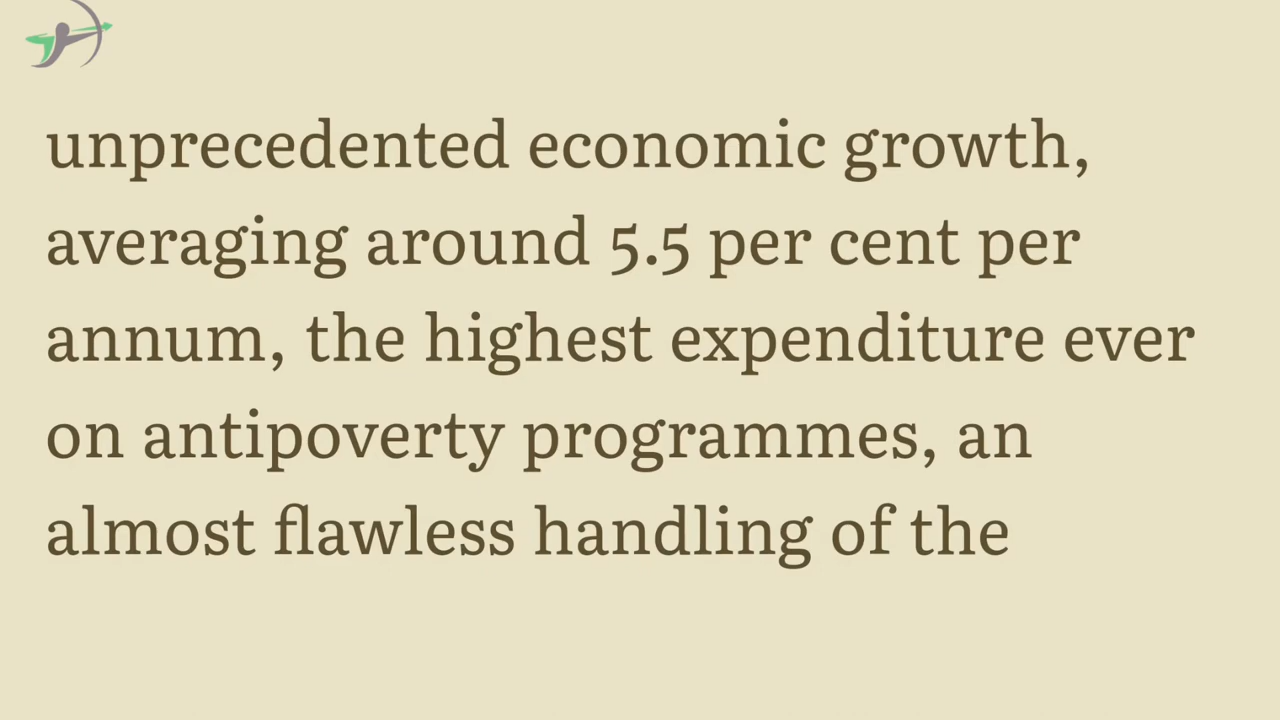 unprecedented economic growth,
averaging around 5.5 per cent per
annum, the highest expenditure ever
on antipoverty programmes, an
almost flawless handling of the